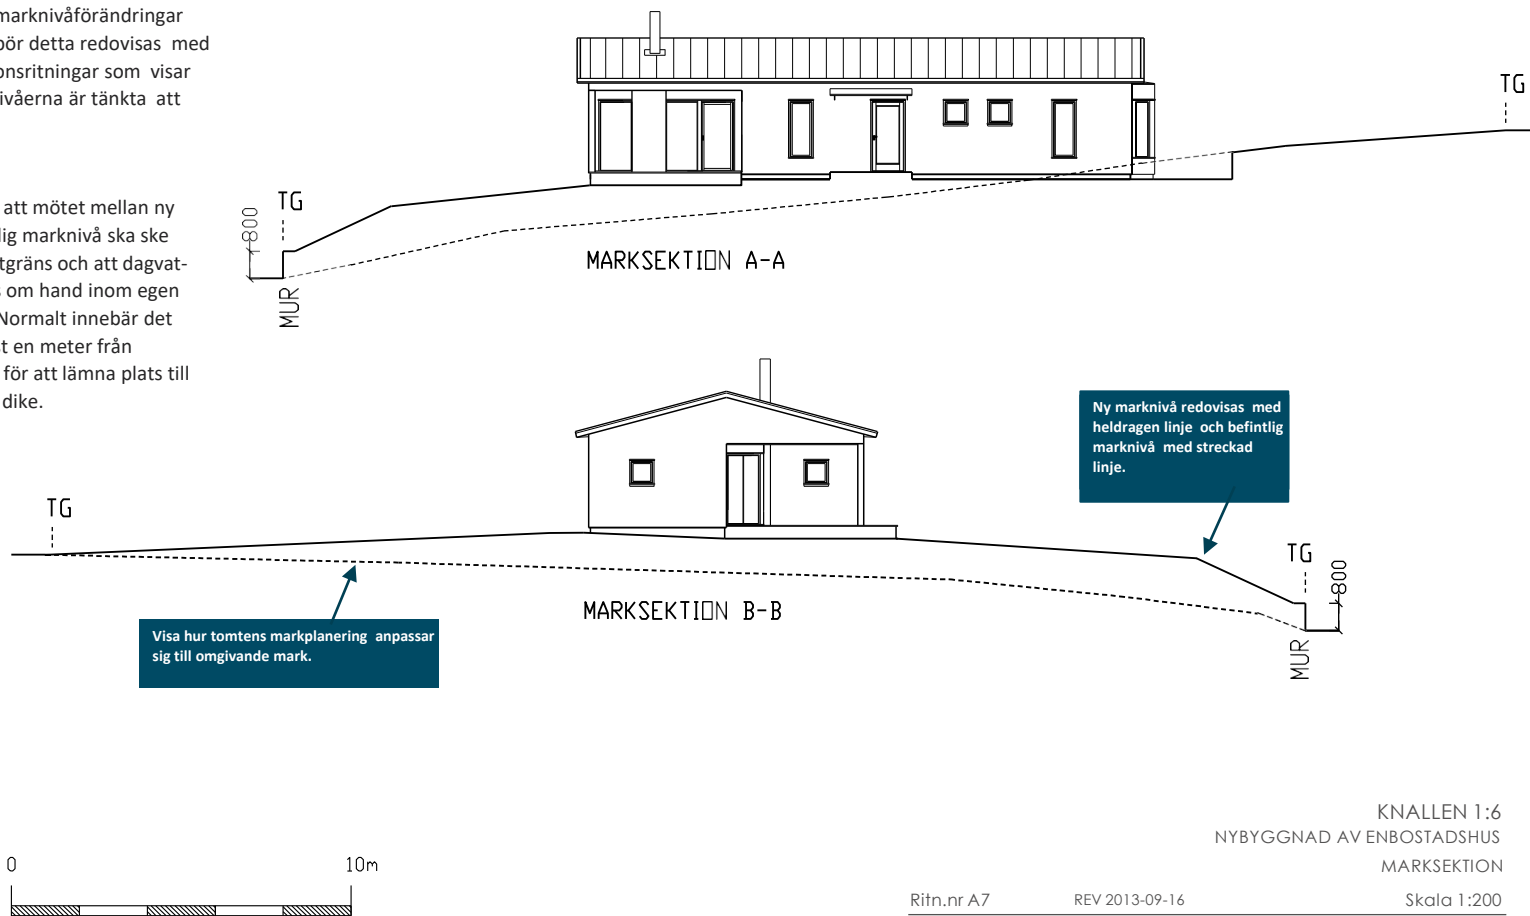 marknivåförändringar
bör detta redovisas med
onsritningar som visar
ivåerna är tänkta att
att mötet mellan ny
lig marknivå ska ske
tgräns och att dagvat-
s om hand inom egen
Normalt innebär det
st en meter från
för att lämna plats till
dike.
TG
TG
800
MUR
MARKSEKTION A-A
Ny marknivå redovisas med
heldragen linje och befintlig
marknivå med streckad
linje.
TG
TG
800
MUR
MARKSEKTION B-B
Visa hur tomtens markplanering anpassar
sig till omgivande mark.
0 10m
KNALLEN 1:6
NYBYGGNAD AV ENBOSTADSHUS
MARKSEKTION
Ritn.nr A7 REV 2013-09-16 Skala 1:200